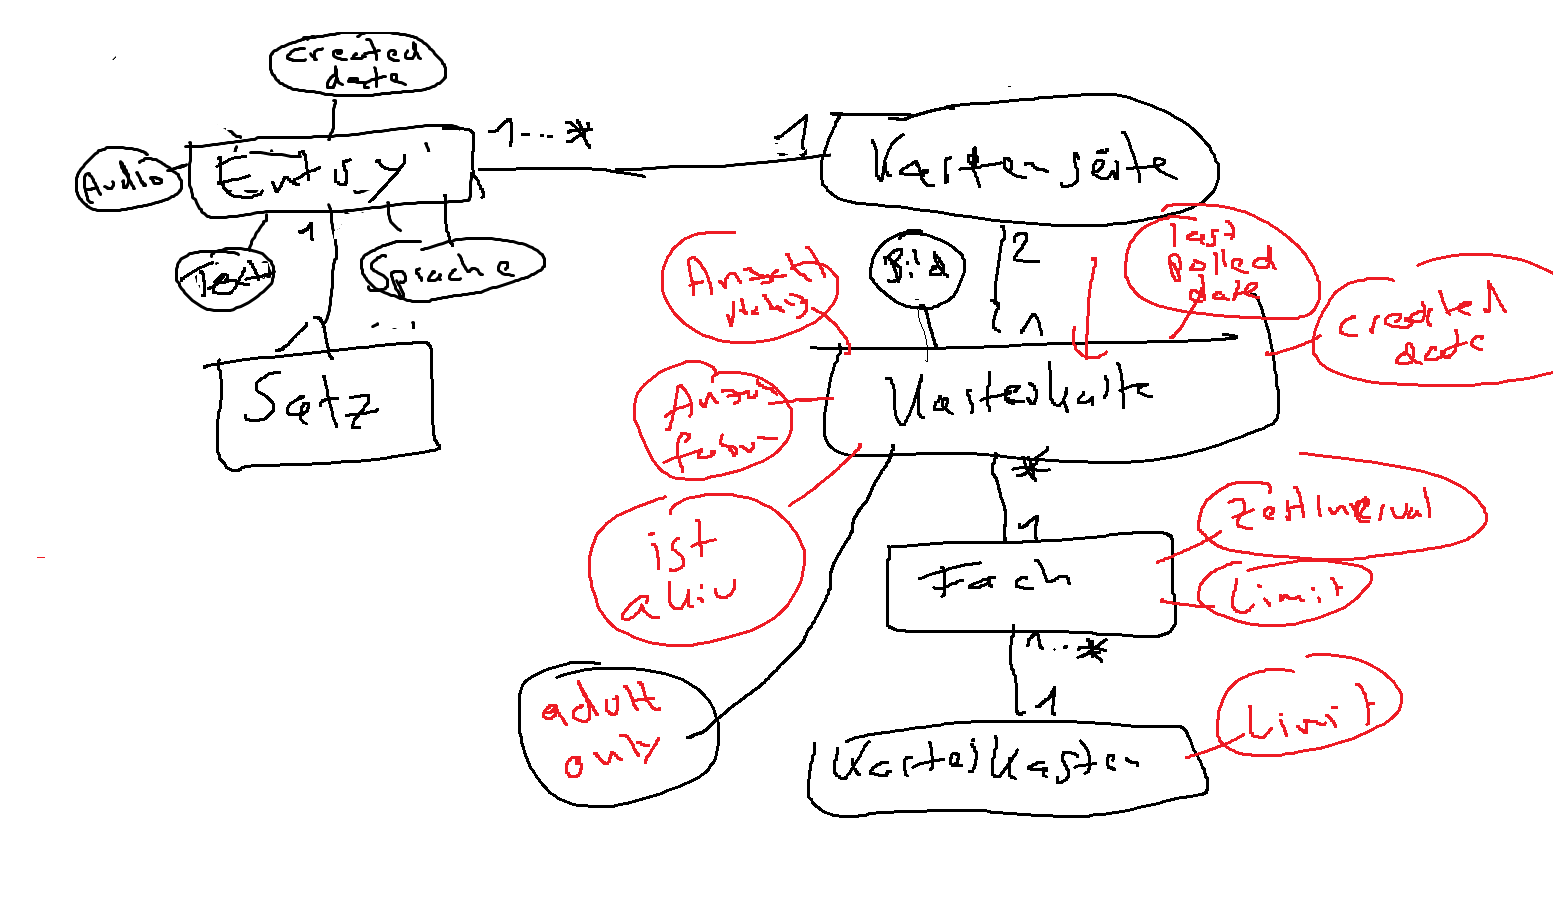 created
date
1...*
1
Kartenseite
Entry
Audio
Text
1
Sprache
...
Satz
Bild
2
1
last
polled
date
created
date
Anzahl
richtig
Karteikarte
Anzahl
*
1
ist
aktiv
Fach
Zeitinterval
Limit
1...*
1
adult
only
Karteikasten
Limit